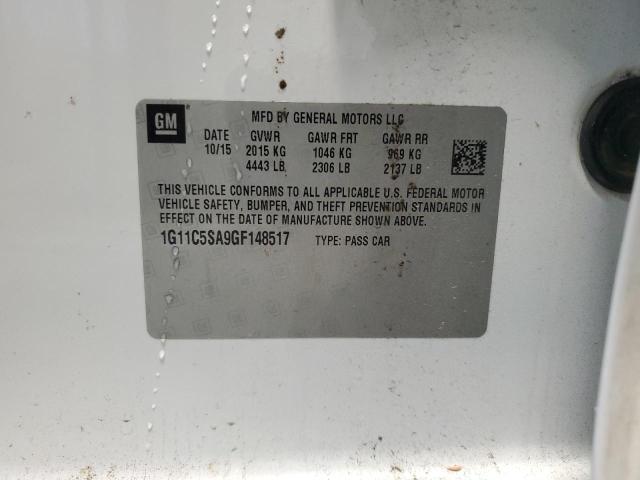 GM
MFD BY GENERAL MOTORS LLC
DATE GVWR GAWR FRT GAWR RR
10/15 2015 KG 1046 KG 969 KG
4443 LB 2306 LB 2137 LB
THIS VEHICLE CONFORMS TO ALL APPLICABLE U.S. FEDERAL MOTOR
VEHICLE SAFETY, BUMPER, AND THEFT PREVENTION STANDARDS IN
EFFECT ON THE DATE OF MANUFACTURE SHOWN ABOVE.
1G11C5SA9GF148517 TYPE: PASS CAR